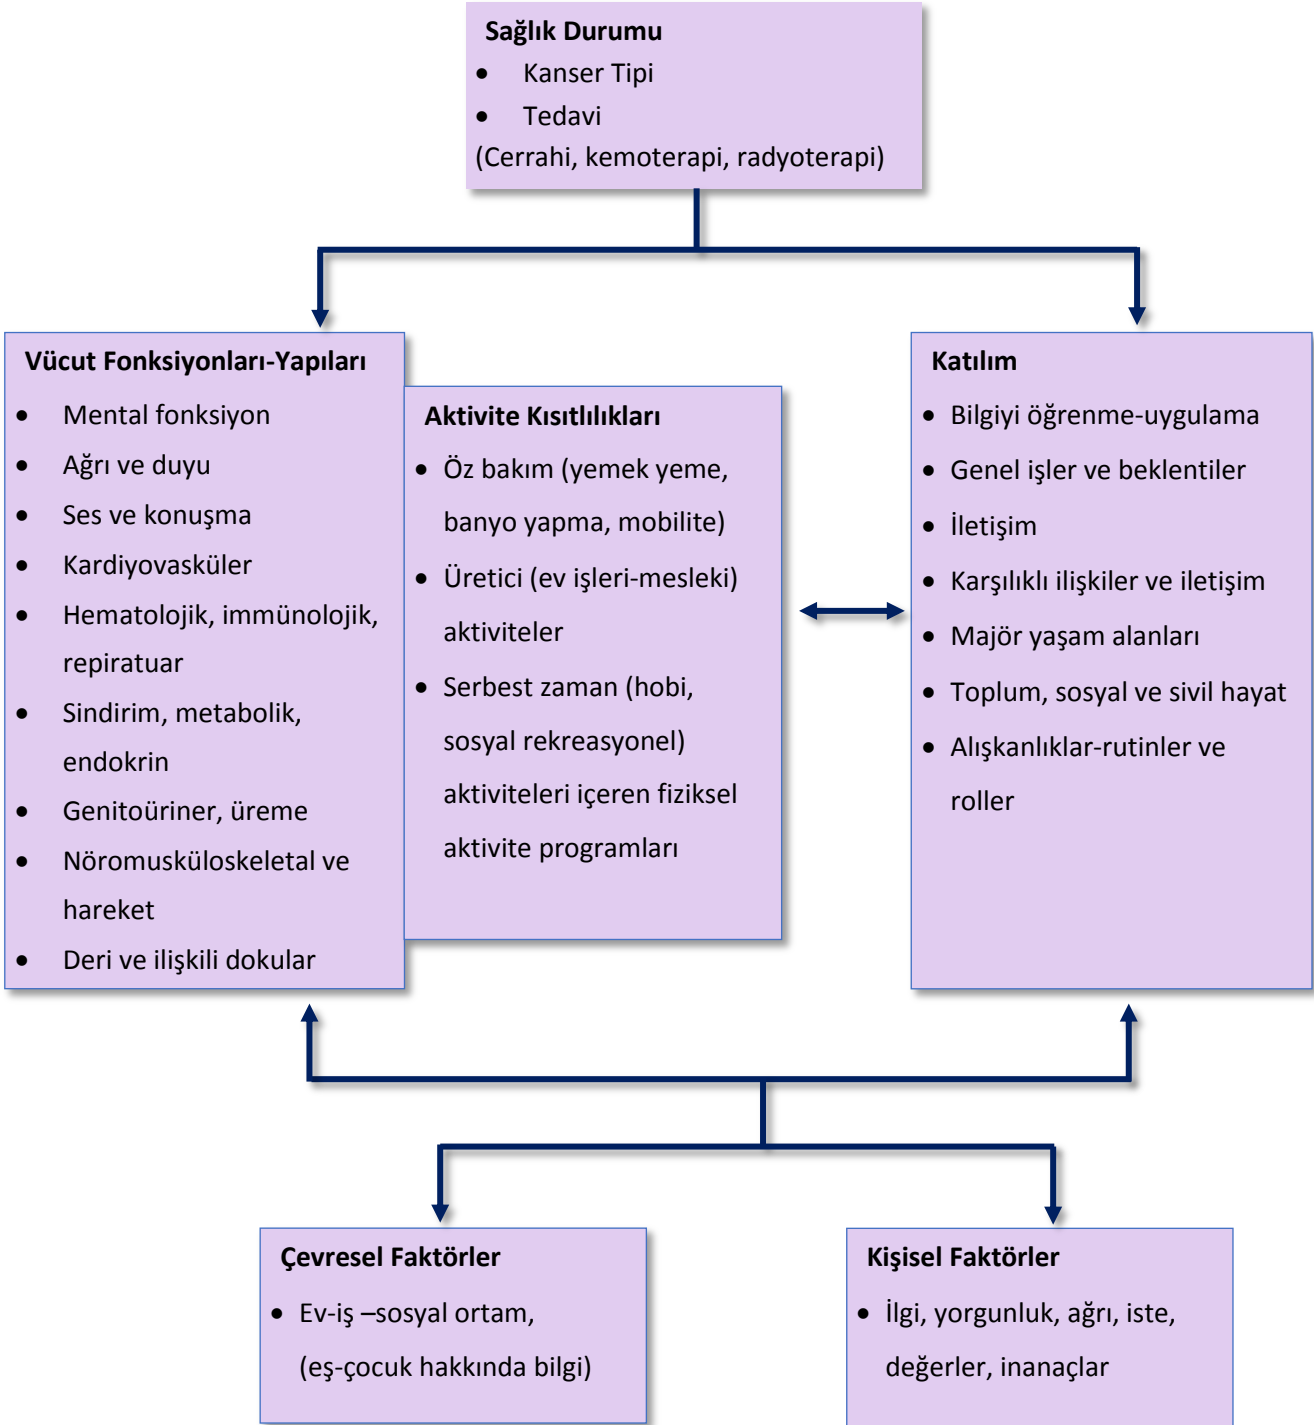 Sağlık Durumu
• Kanser Tipi
• Tedavi
(Cerrahi, kemoterapi, radyoterapi)
Vücut Fonksiyonları-Yapıları
• Mental fonksiyon
• Ağrı ve duyu
• Ses ve konuşma
• Kardiyovasküler
• Hematolojik, immünolojik,
repiratuar
• Sindirim, metabolik,
endokrin
• Genitoüriner, üreme
• Nöromusküloskeletal ve
hareket
• Deri ve ilişkili dokular
Aktivite Kısıtlılıkları
• Öz bakım (yemek yeme,
banyo yapma, mobilite)
• Üretici (ev işleri-mesleki)
aktiviteler
• Serbest zaman (hobi,
sosyal rekreasyonel)
aktiviteleri içeren fiziksel
aktivite programları
Katılım
• Bilgiyi öğrenme-uygulama
• Genel işler ve beklentiler
• İletişim
• Karşılıklı ilişkiler ve iletişim
• Majör yaşam alanları
• Toplum, sosyal ve sivil hayat
• Alışkanlıklar-rutinler ve
roller
Çevresel Faktörler
• Ev-iş –sosyal ortam,
(eş-çocuk hakkında bilgi)
Kişisel Faktörler
• İlgi, yorgunluk, ağrı, iste,
değerler, inanaçlar